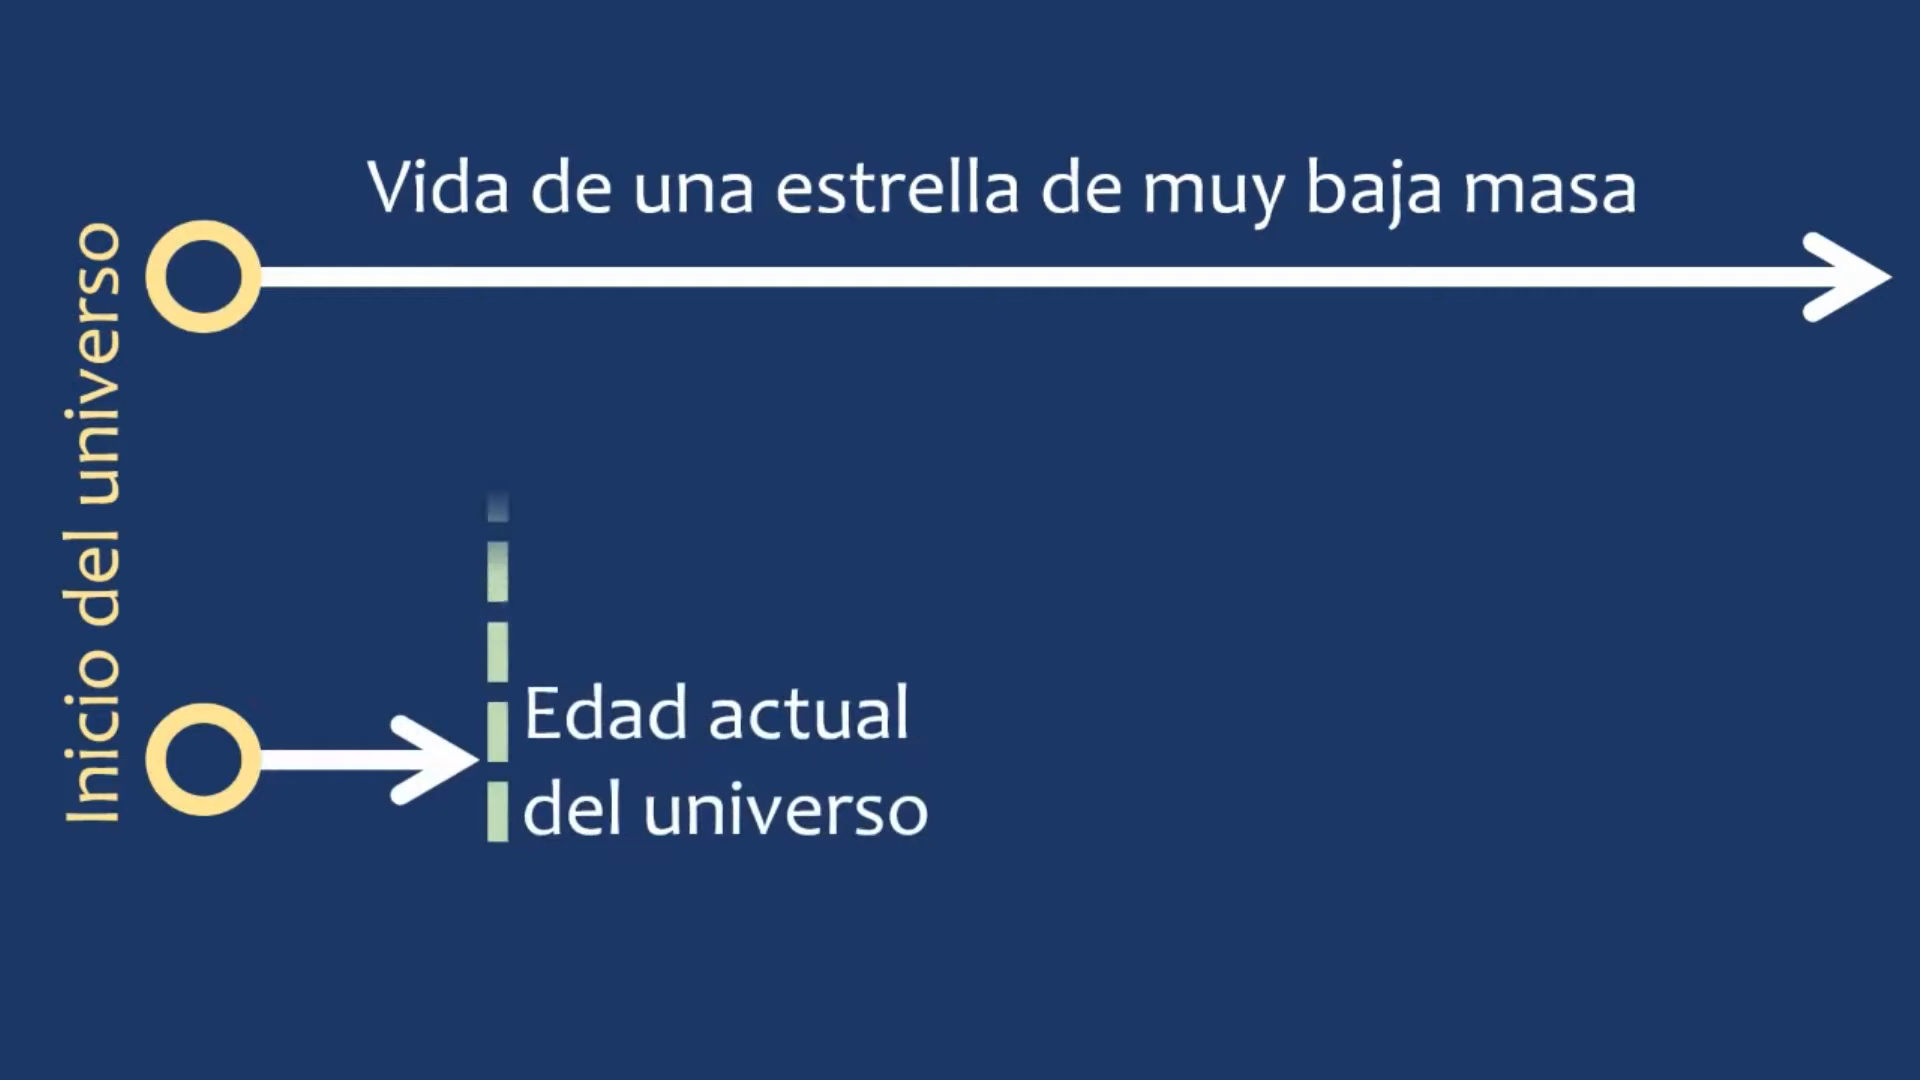 Vida de una estrella de muy baja masa
Inicio del universo
Edad actual
del universo